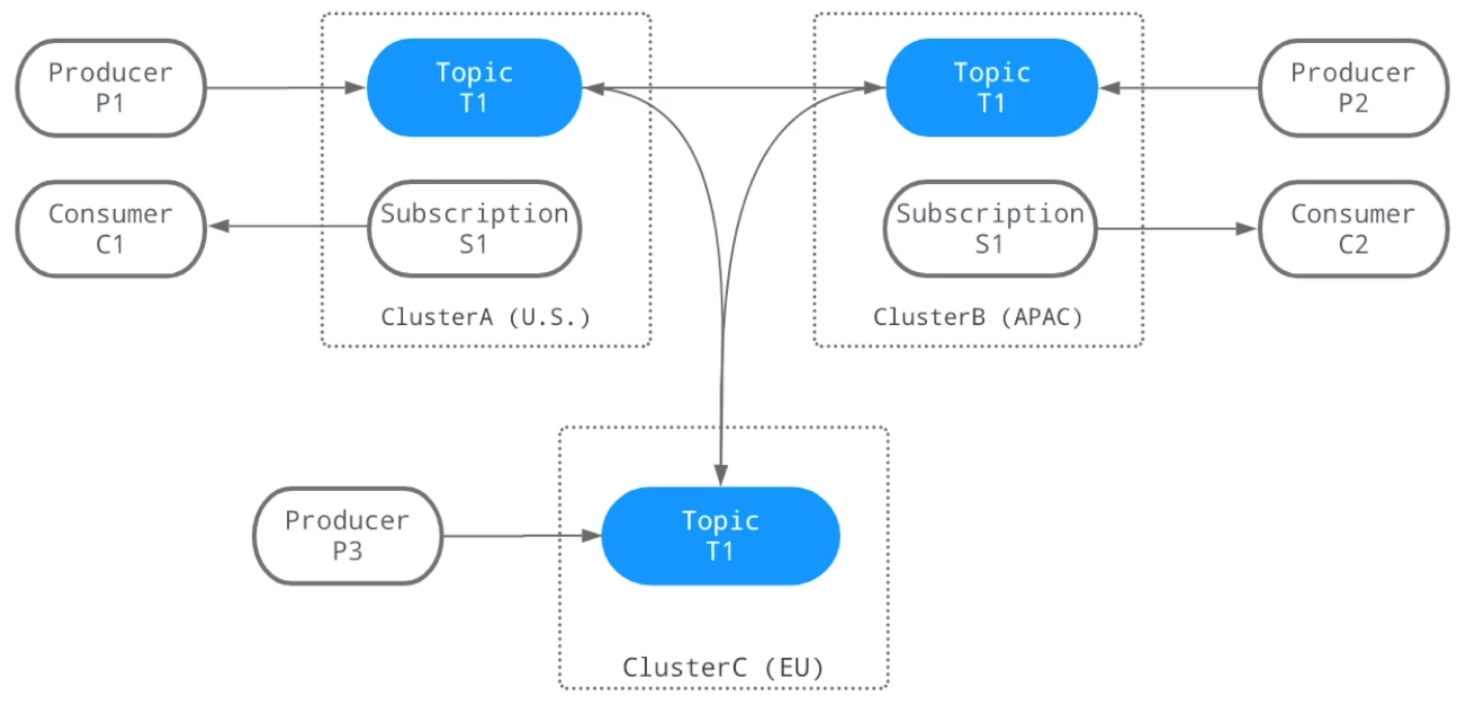 Producer
P1
Topic
T1
Topic
T1
Producer
P2
Consumer
C1
Subscription
S1
Subscription
S1
Consumer
C2
ClusterA (U.S.)
ClusterB (APAC)
Producer
P3
Topic
T1
ClusterC (EU)